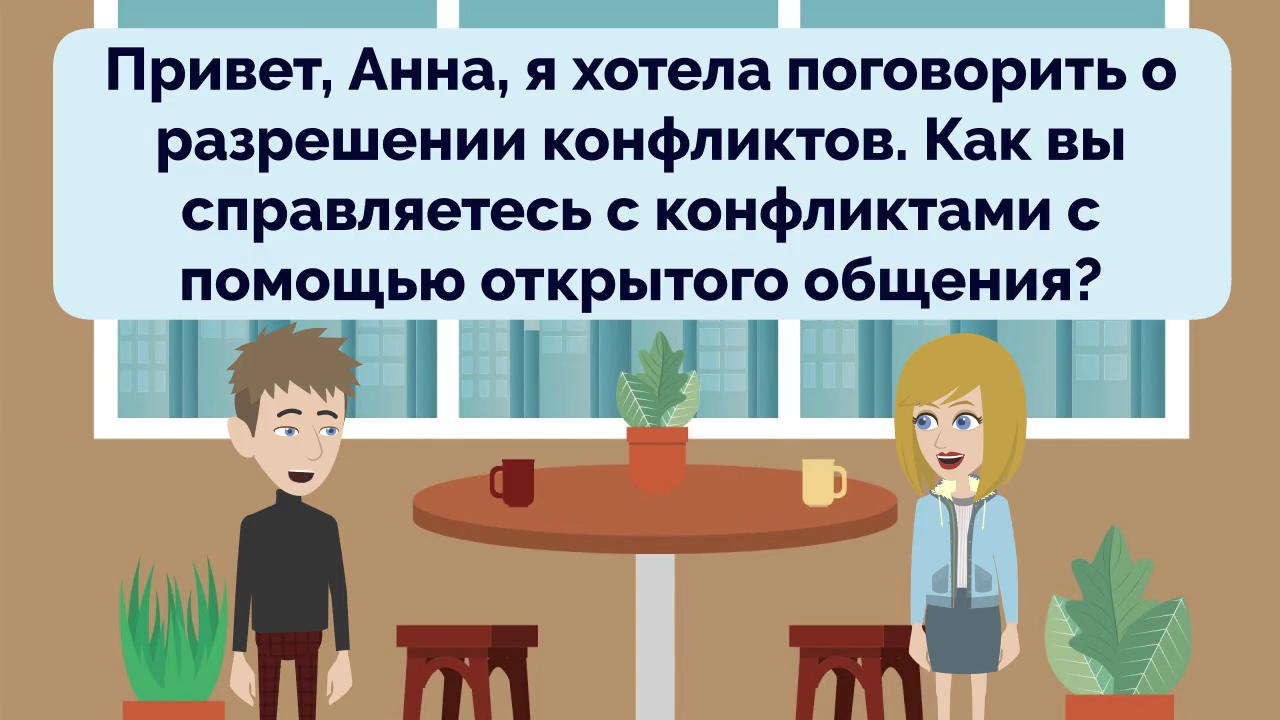 Привет, Анна, я хотела поговорить о
разрешении конфликтов. Как вы
справляетесь с конфликтами с
помощью открытого общения?